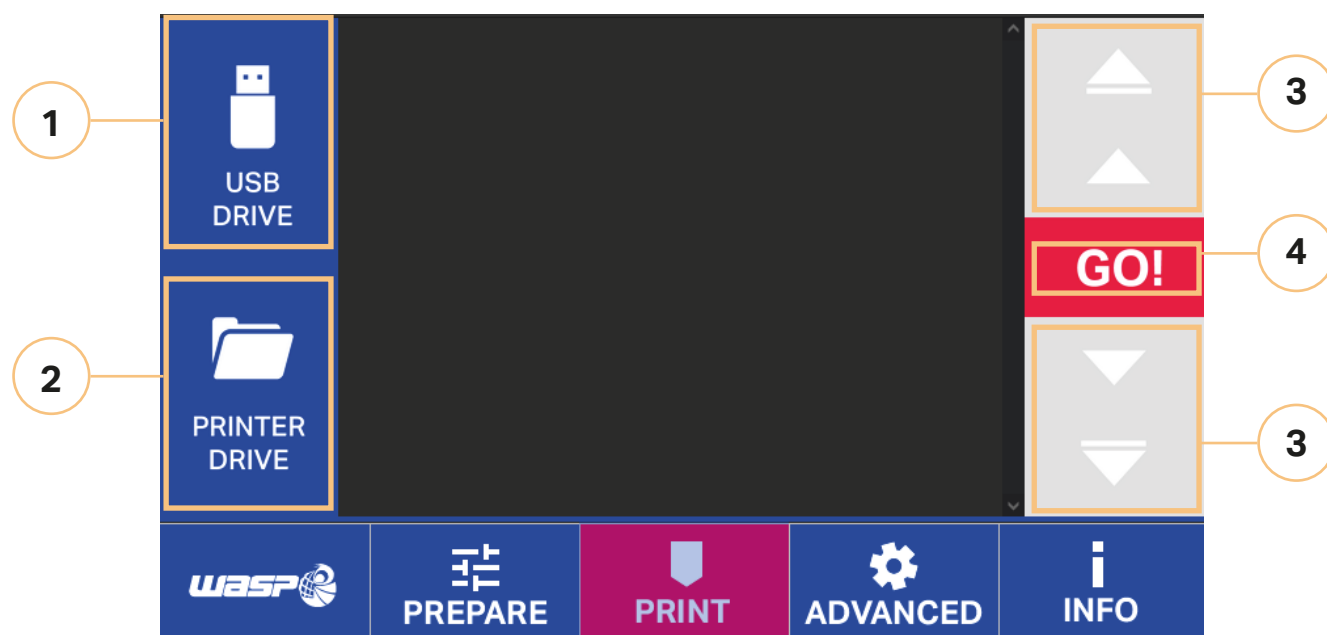 1
USB
DRIVE
2
PRINTER
DRIVE
3
GO!
4
3
wasp
PREPARE
PRINT
ADVANCED
INFO